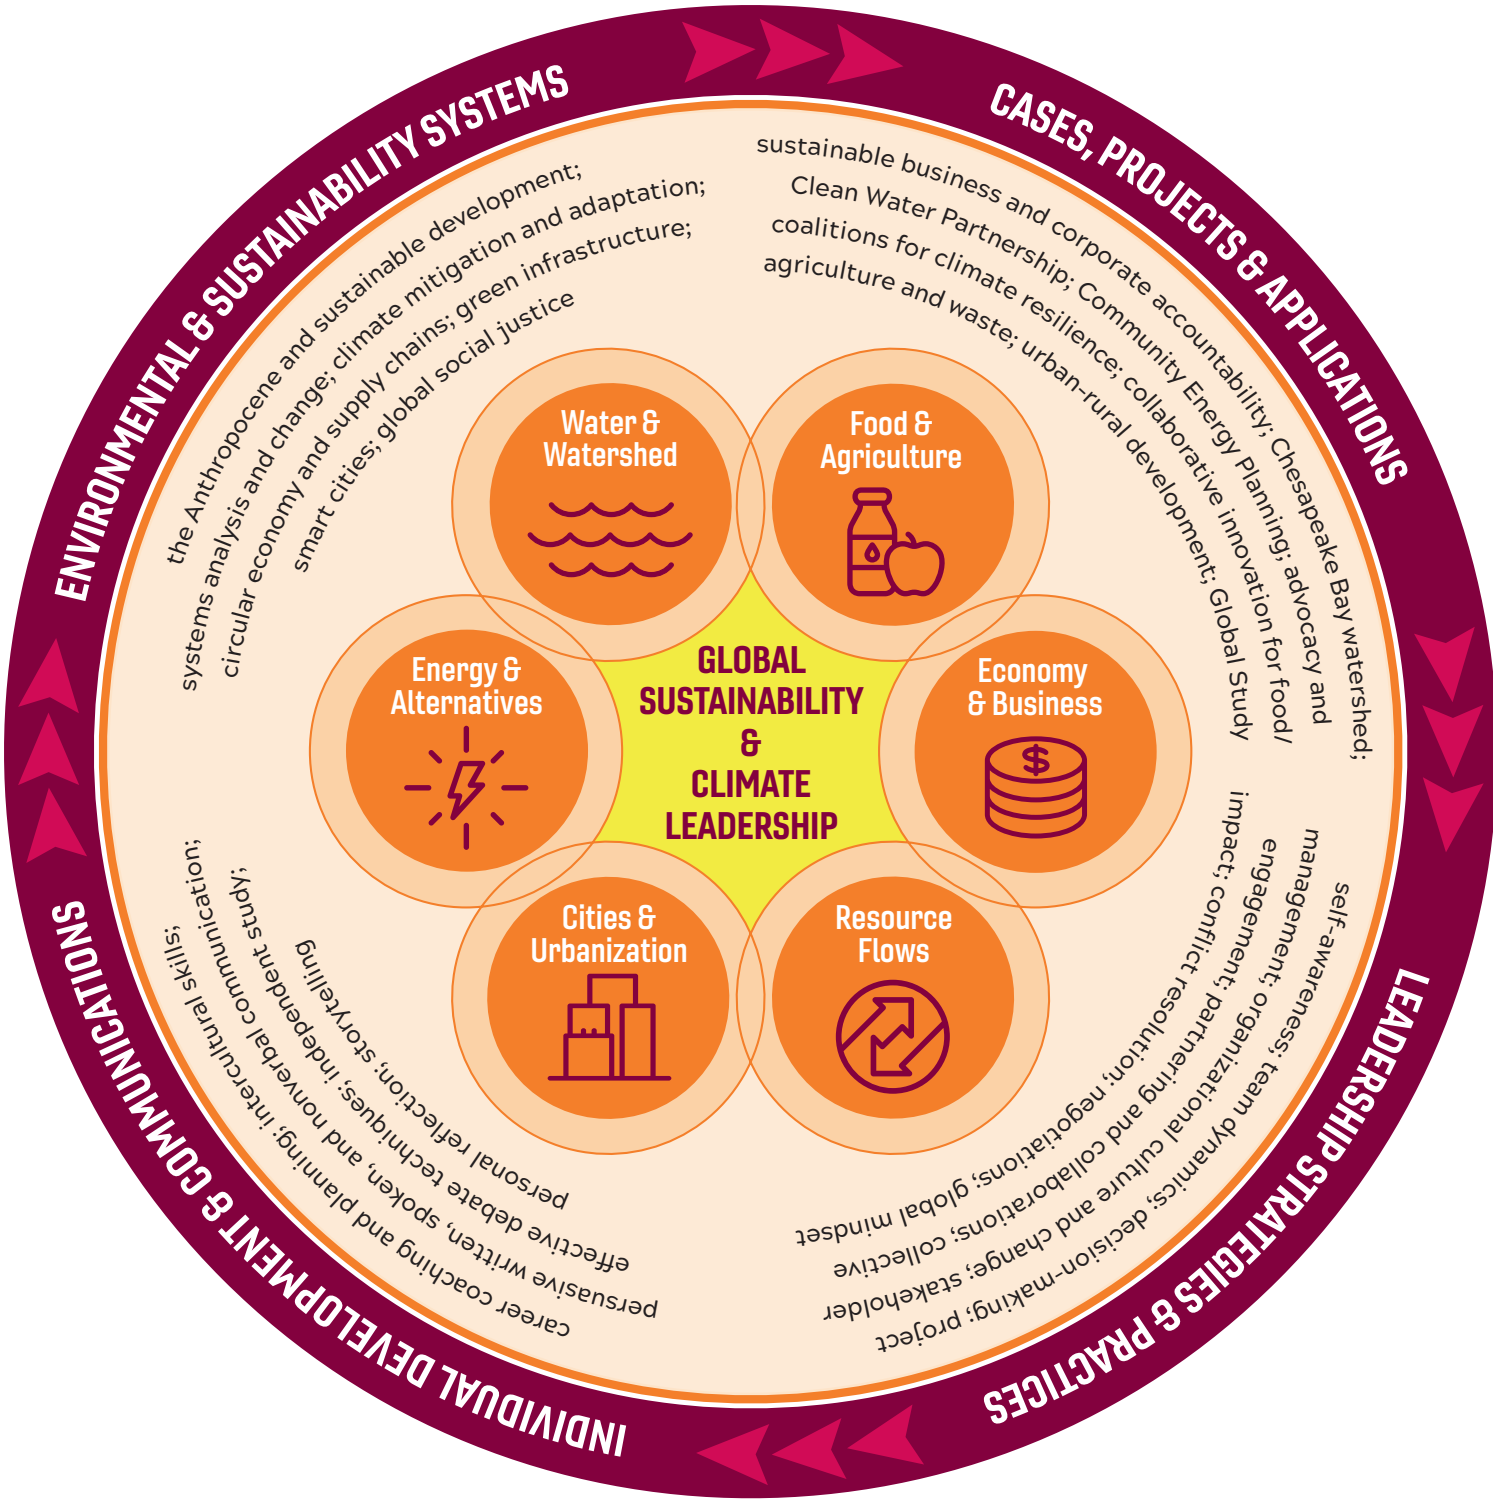 ENVIRONMENTAL & SUSTAINABILITY SYSTEMS
the Anthropocene and sustainable development;
systems analysis and change; climate mitigation and adaptation;
circular economy and supply chains; green infrastructure;
smart cities; global social justice
CASES, PROJECTS & APPLICATIONS
sustainable business and corporate accountability; Chesapeake Bay watershed;
Clean Water Partnership; Community Energy Planning; advocacy and
coalitions for climate resilience; collaborative innovation for food/
agriculture and waste; urban-rural development; Global Study
LEADERSHIP STRATEGIES & PRACTICES
self-awareness; team dynamics; decision-making; project
management; organizational culture and change; stakeholder
engagement; partnering and collaborations; collective
impact; conflict resolution; negotiations; global mindset
INDIVIDUAL DEVELOPMENT & COMMUNICATIONS
career coaching and planning; intercultural skills;
persuasive written, spoken, and nonverbal communication;
effective debate techniques; independent study;
personal reflection; storytelling
Water &
Watershed
Food &
Agriculture
Energy &
Alternatives
GLOBAL
SUSTAINABILITY
&
CLIMATE
LEADERSHIP
Economy
& Business
$
Cities &
Urbanization
Resource
Flows